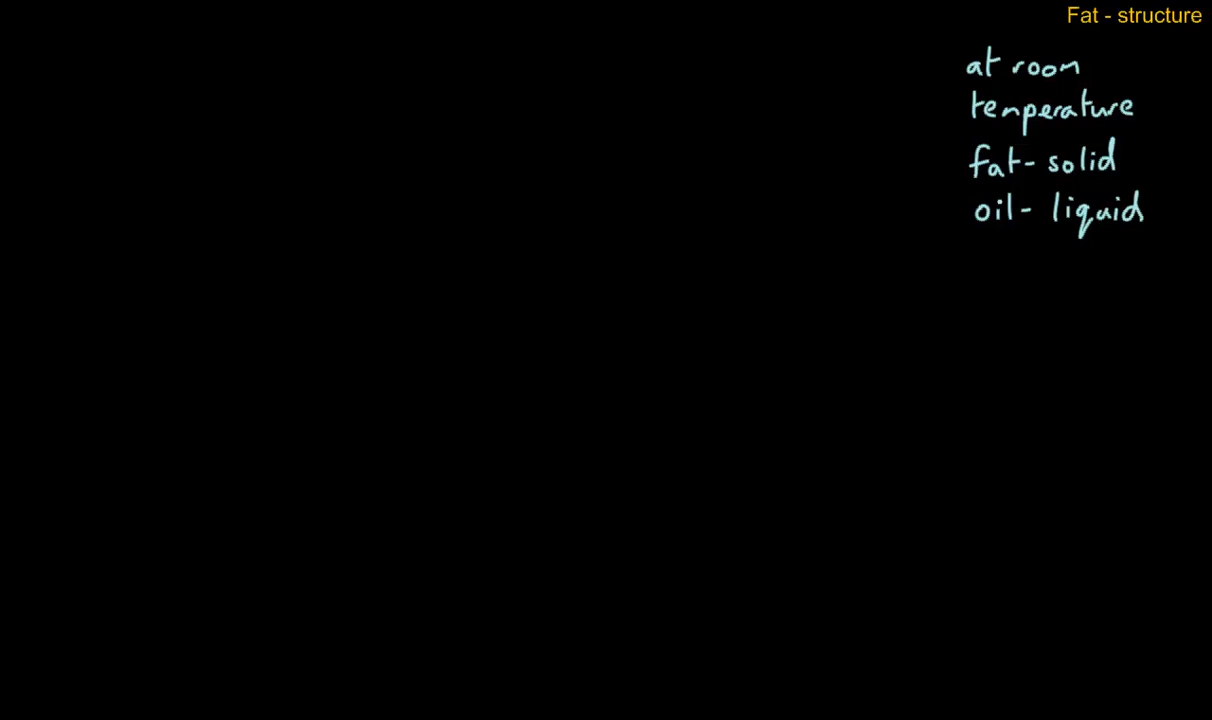 Fat - structure
at room
temperature
fat- solid
oil- liquid